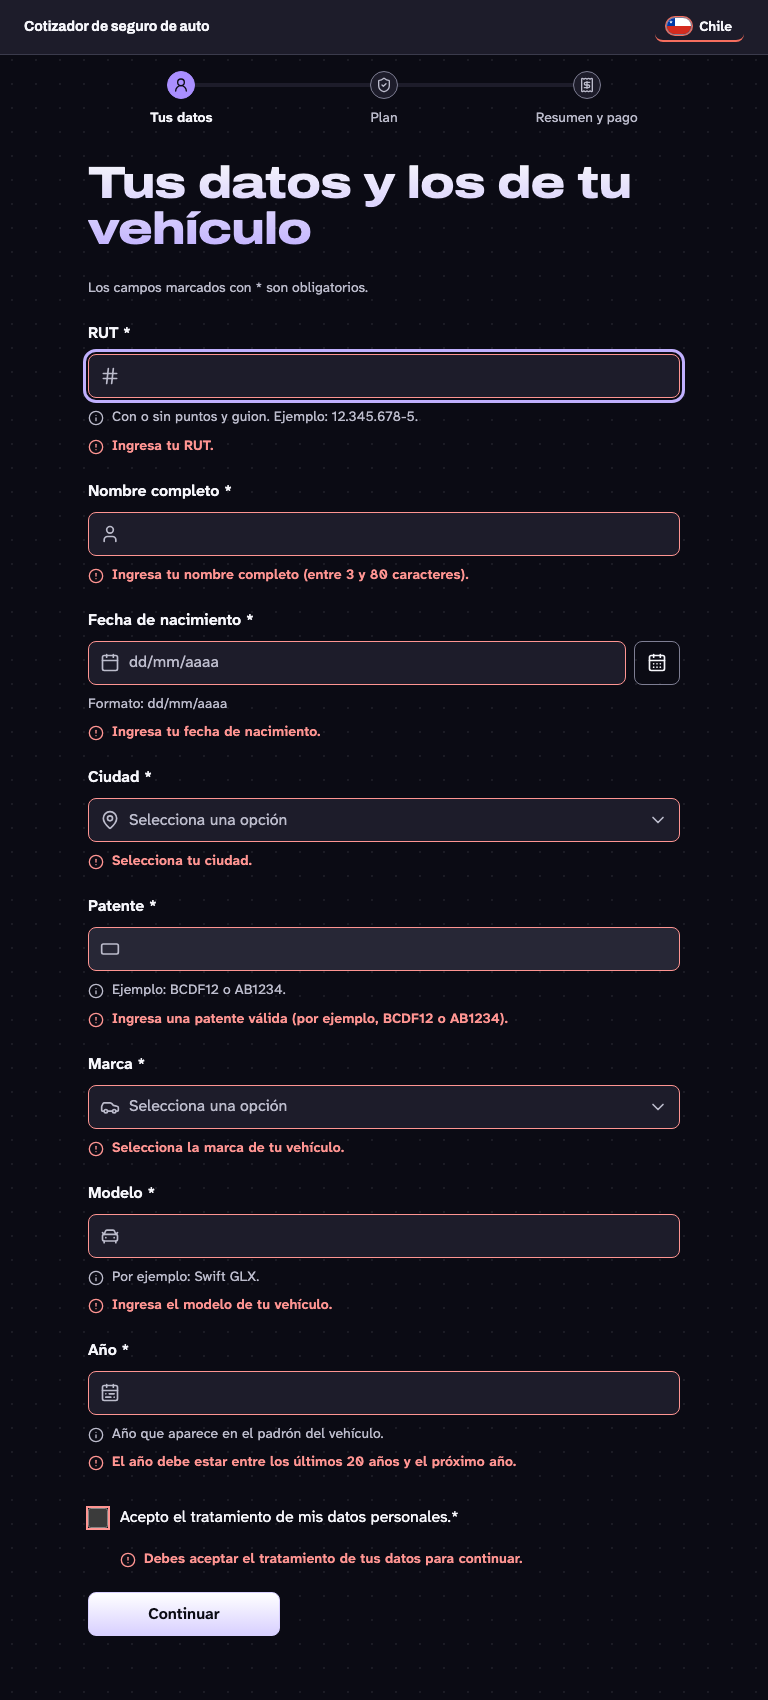 Cotizador de seguro de auto
Chile
Tus datos
Plan
Resumen y pago
Tus datos y los de tu
vehículo
Los campos marcados con * son obligatorios.
RUT *
Con o sin puntos y guion. Ejemplo: 12.345.678-5.
Ingresa tu RUT.
Nombre completo *
Ingresa tu nombre completo (entre 3 y 80 caracteres).
Fecha de nacimiento *
dd/mm/aaaa
Formato: dd/mm/aaaa
Ingresa tu fecha de nacimiento.
Ciudad *
Selecciona una opción
Selecciona tu ciudad.
Patente *
Ejemplo: BCDF12 o AB1234.
Ingresa una patente válida (por ejemplo, BCDF12 o AB1234).
Marca *
Selecciona una opción
Selecciona la marca de tu vehículo.
Modelo *
Por ejemplo: Swift GLX.
Ingresa el modelo de tu vehículo.
Año *
Año que aparece en el padrón del vehículo.
El año debe estar entre los últimos 20 años y el próximo año.
Acepto el tratamiento de mis datos personales.*
Debes aceptar el tratamiento de tus datos para continuar.
Continuar